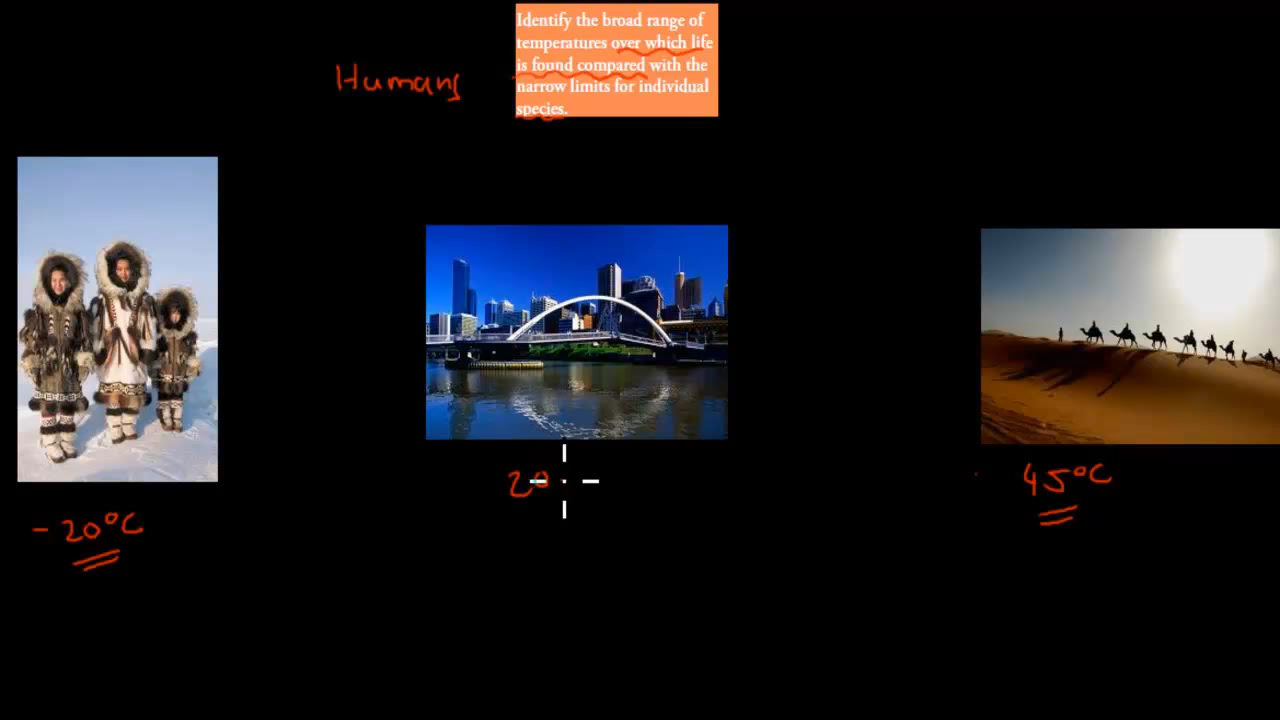 Identify the broad range of
temperatures over which life
is found compared with the
narrow limits for individual
species.
Humans
20
45°C
-20°C